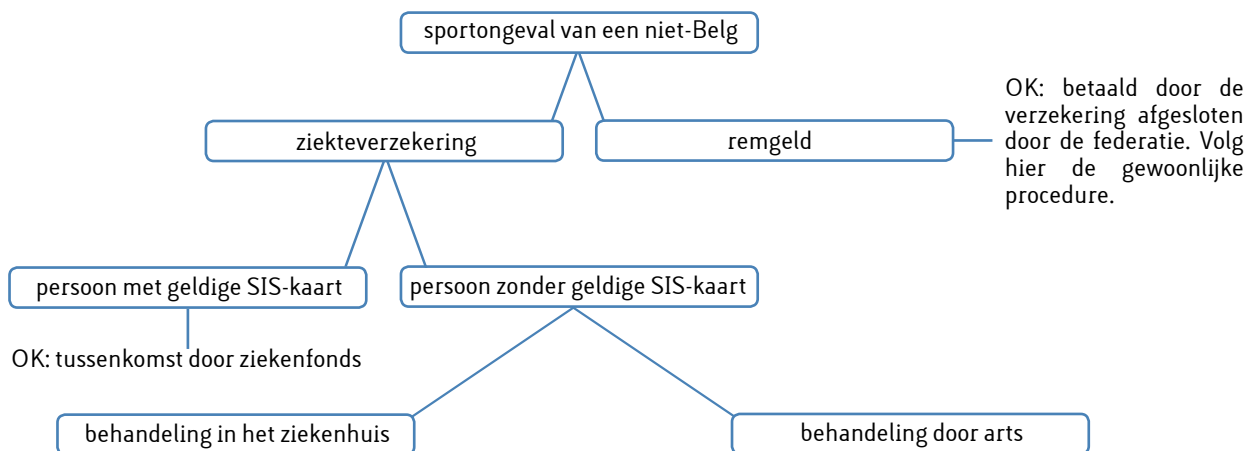 sportongeval van een niet-Belg
ziekteverzekering
remgeld
OK: betaald door de
verzekering afgesloten
door de federatie. Volg
hier de gewoonlijke
procedure.
persoon met geldige SIS-kaart
persoon zonder geldige SIS-kaart
OK: tussenkomst door ziekenfonds
behandeling in het ziekenhuis
behandeling door arts